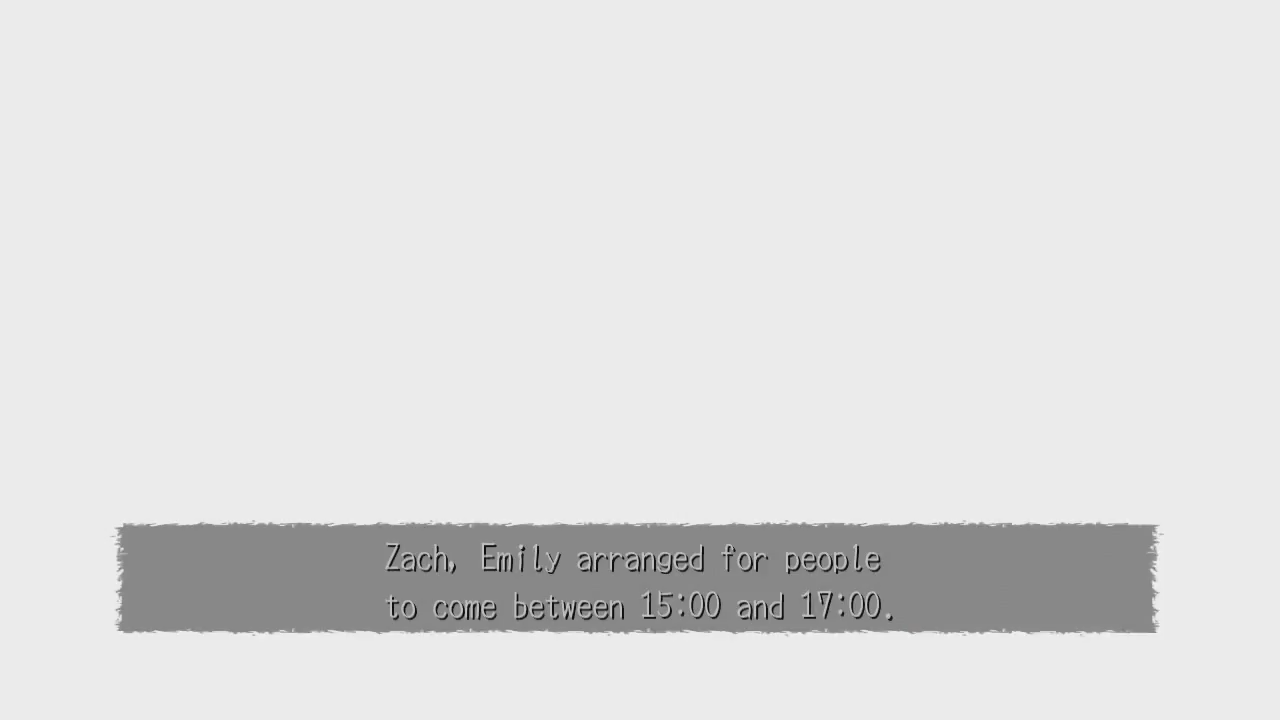 Zach, Emily arranged for people
to come between 15:00 and 17:00.